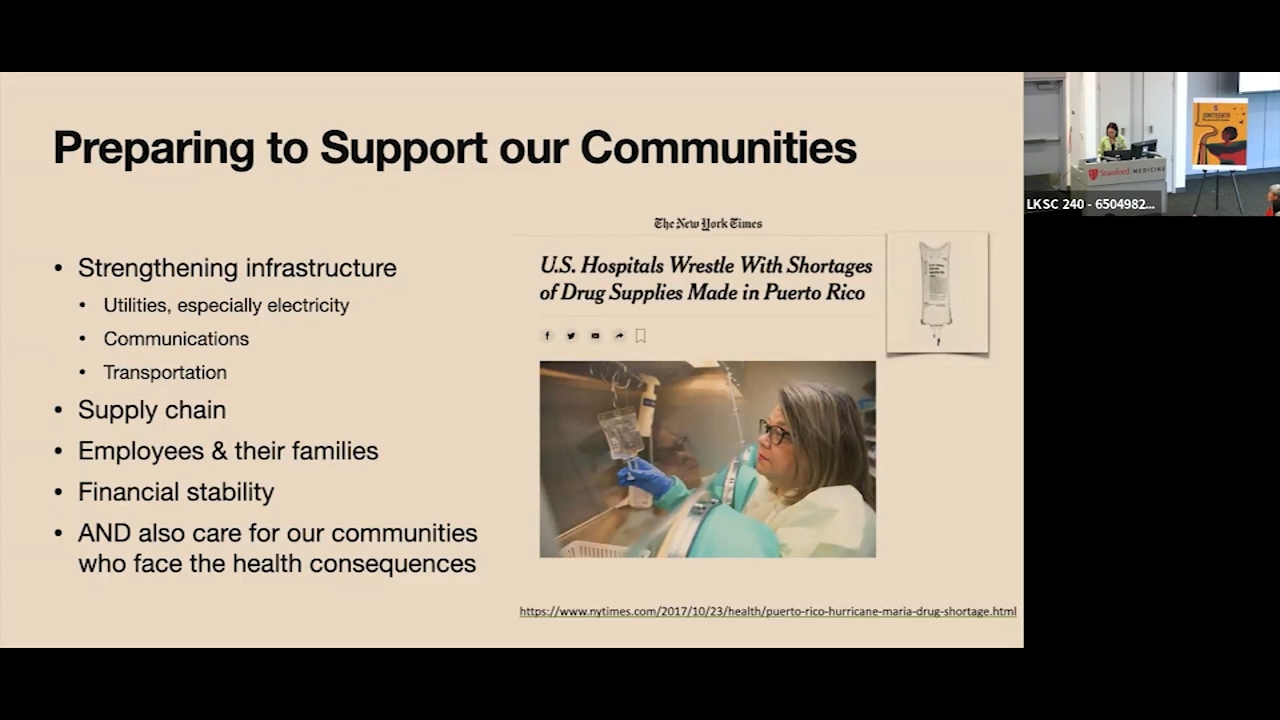 Preparing to Support our Communities
• Strengthening infrastructure
• Utilities, especially electricity
• Communications
• Transportation
• Supply chain
• Employees & their families
• Financial stability
• AND also care for our communities
who face the health consequences
The New York Times
U.S. Hospitals Wrestle With Shortages
of Drug Supplies Made in Puerto Rico
https://www.nytimes.com/2017/10/23/health/puerto-rico-hurricane-maria-drug-shortage.html
JUNETEENTH
Stanford MEDICINE
LKSC 240 - 6504982...